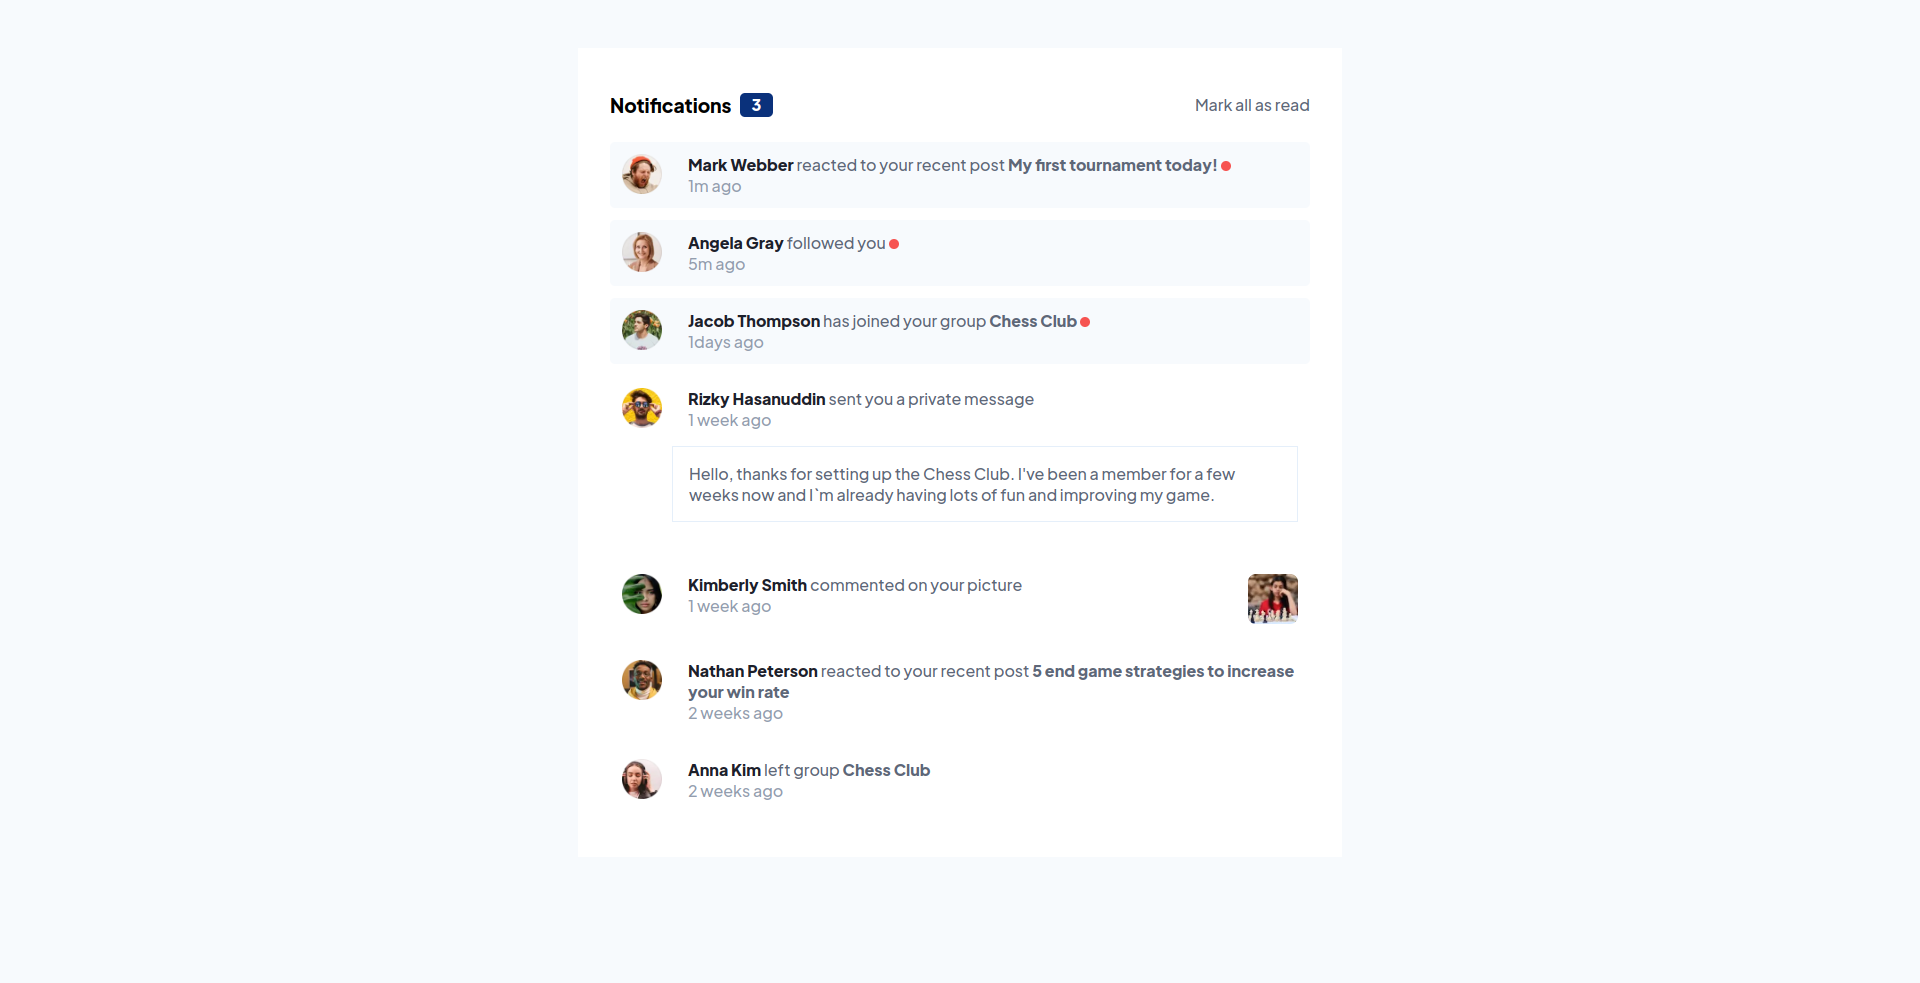 Notifications 3
Mark all as read
Mark Webber reacted to your recent post My first tournament today!
1m ago
Angela Gray followed you
5m ago
Jacob Thompson has joined your group Chess Club
1days ago
Rizky Hasanuddin sent you a private message
1 week ago
Hello, thanks for setting up the Chess Club. I've been a member for a few
weeks now and I`m already having lots of fun and improving my game.
Kimberly Smith commented on your picture
1 week ago
Nathan Peterson reacted to your recent post 5 end game strategies to increase
your win rate
2 weeks ago
Anna Kim left group Chess Club
2 weeks ago